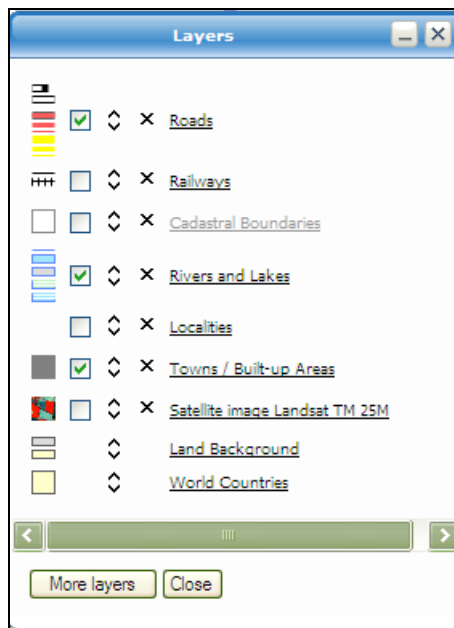 Layers
Roads
Railways
Cadastral Boundaries
Rivers and Lakes
Localities
Towns / Built-up Areas
Satellite image Landsat TM 25M
Land Background
World Countries
More layers Close